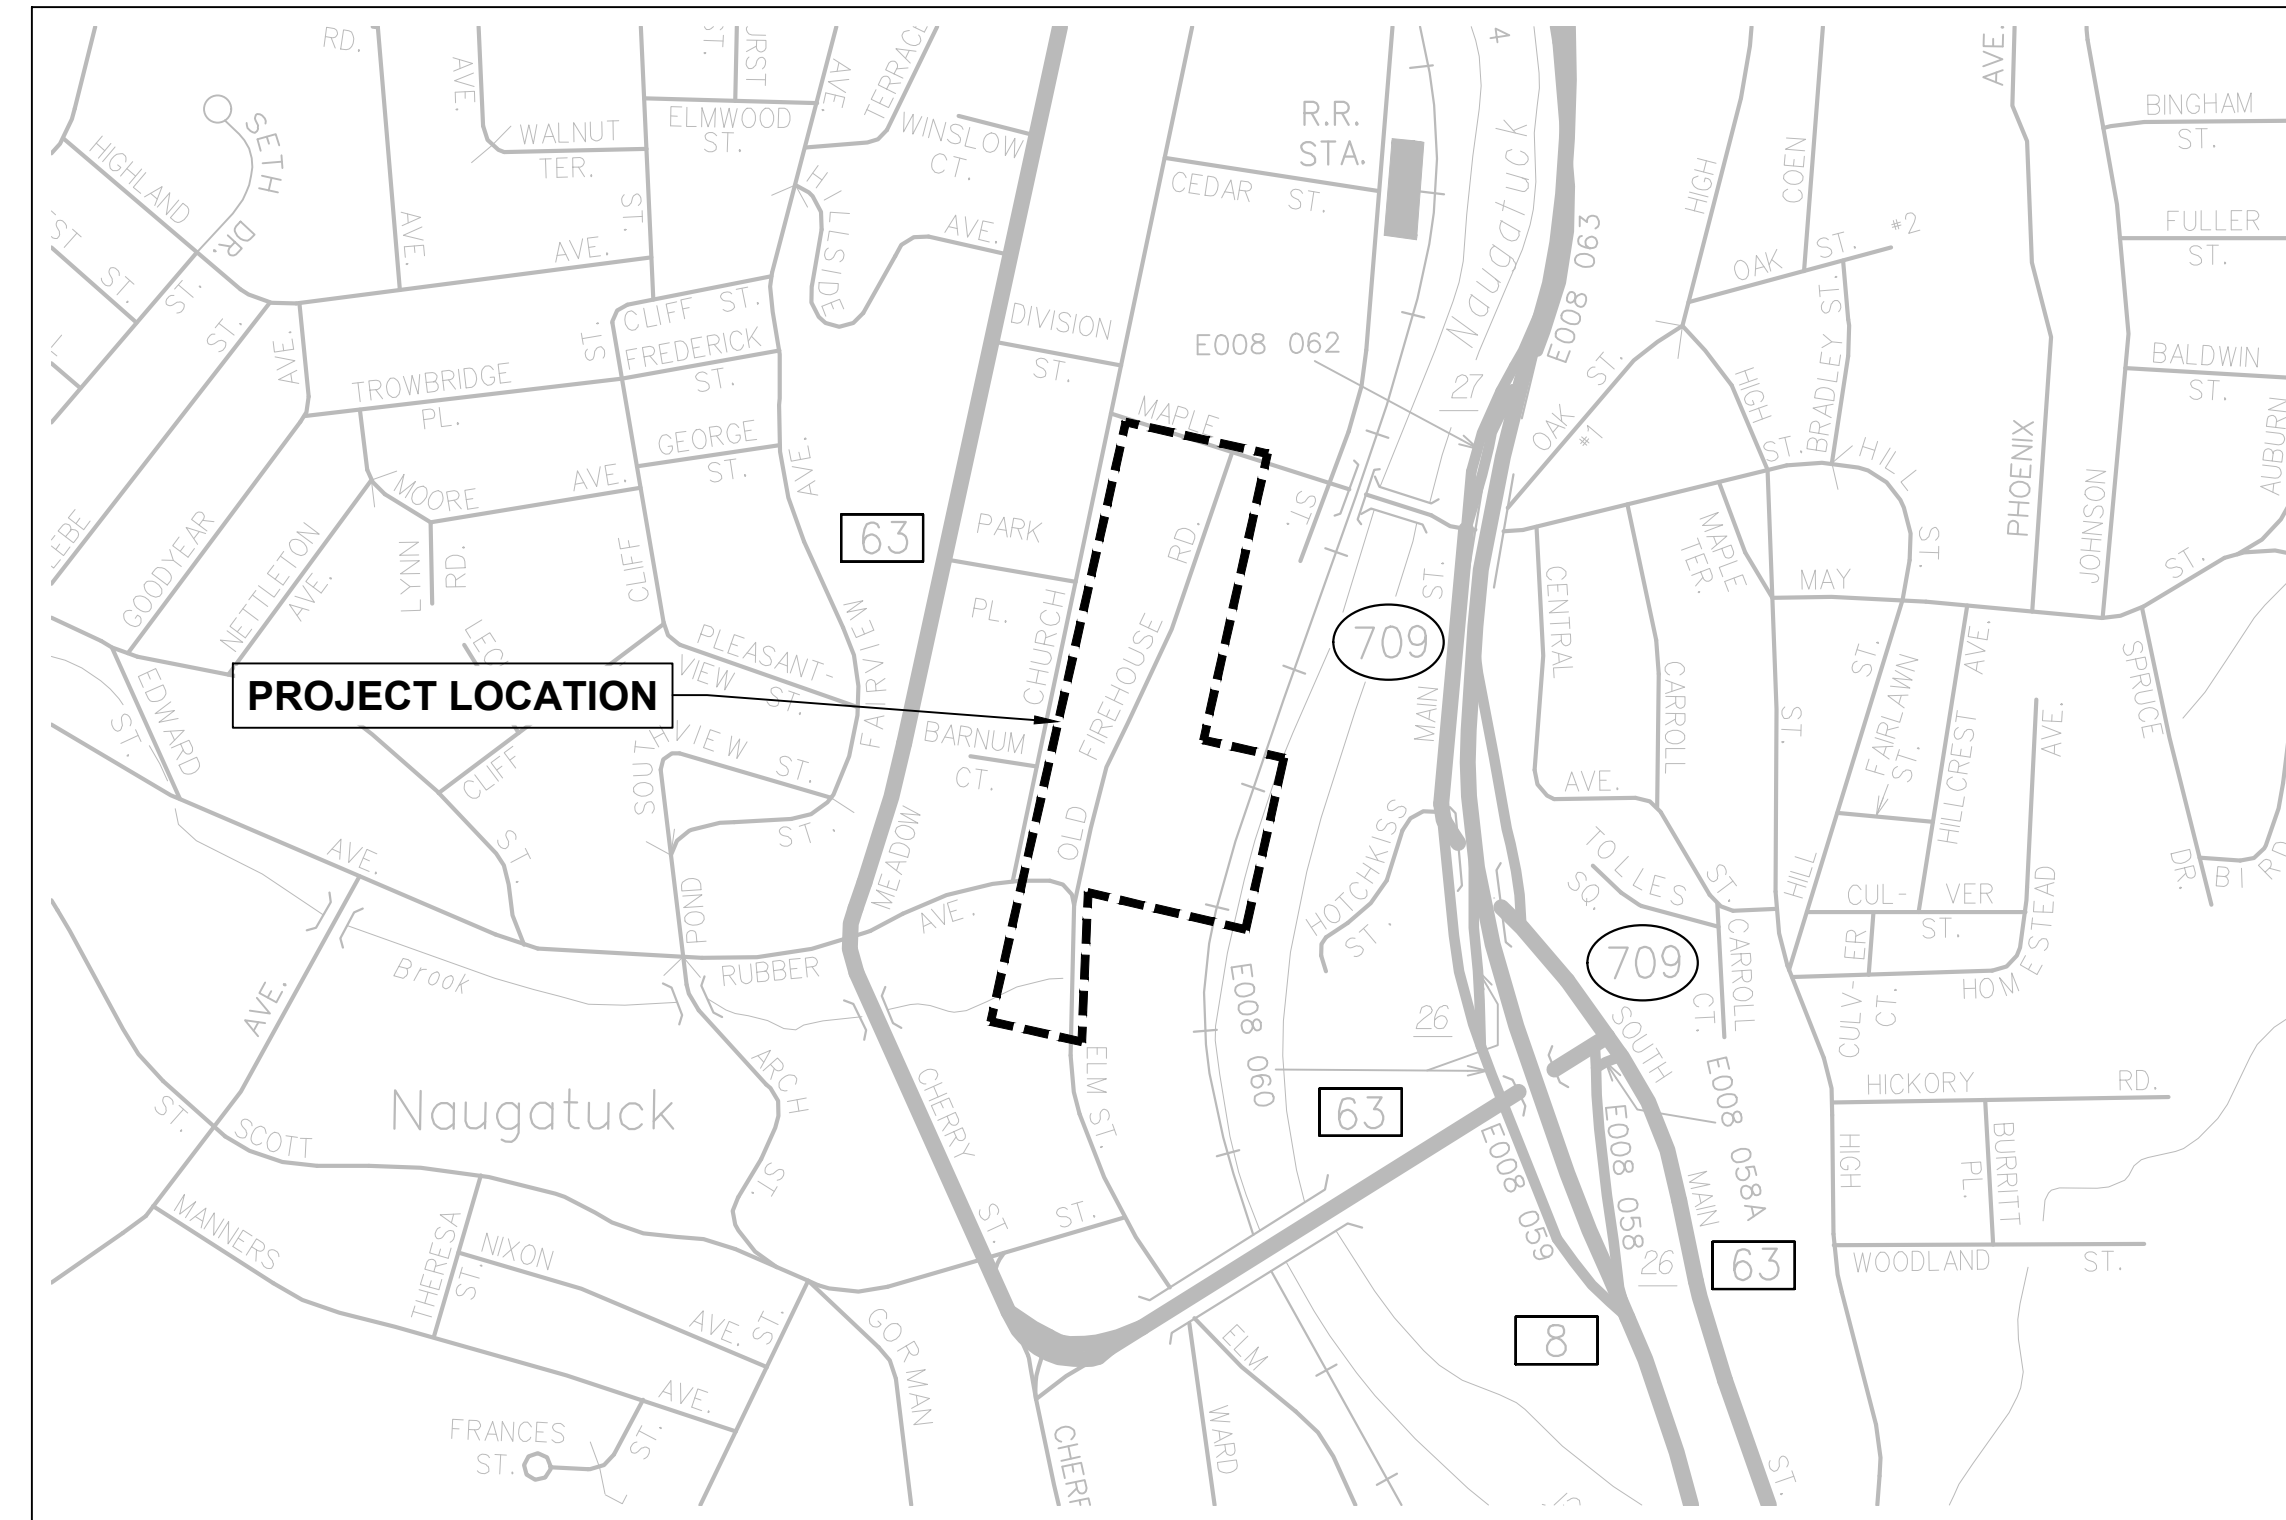 RD.
AVE.
ST.
URST
AVE.
TERRACE
4
AVE.
SETH
DR.
HIGHLAND
WALNUT
TER.
ELMWOOD
ST.
WINSLOW
CT.
R.R.
STA.
CEDAR ST.
Naugatuck
HIGH
COEN
BINGHAM
ST.
FULLER
ST.
ST.
ST.
ST.
ST.
AVE.
ST.
AVE.
HILLSIDE
AVE.
OAK ST. #2
E008 063
DIVISION
ST.
E008 062
27
CLIFF ST.
ST.
FREDERICK
ST.
AVE.
TROWBRIDGE
PL.
GEORGE
ST.
MOORE AVE.
AVE.
MAPLE
ST.
OAK ST.
#1
HIGH
ST.
BRADLEY ST.
HILL
ST.
BALDWIN
ST.
AUBURN
PHOENIX
JOHNSON
ST.
63
PARK
PL.
GOODYEAR
NETTLETON
AVE.
LYNN
RD.
CLIFF
CHURCH
OLD FIREHOUSE RD.
MAIN ST.
709
CENTRAL
AVE.
CARROLL
ST.
MAPLE
TER.
MAY
ST.
PLEASANT-
VIEW ST.
FAIRVIEW
PROJECT LOCATION
EDWARD
ST.
CLIFF
ST.
SOUTHVIEW ST.
ST.
BARNUM
CT.
MEADOW
HILL
ST.
FAIRLAWN
ST.
HILLCREST
AVE.
AVE.
SPRUCE
DR.
BIRD
HOTCHKISS
ST.
TOLLES
SQ.
CUL- VER
ST.
HOM ESTEAD
AVE.
Brook
AVE.
POND
RUBBER
AVE.
E008 060
26
709
CARROLL
CT.
CULV- ER
CT.
SOUTH
MAIN
ST.
Naugatuck
ARCH
ST.
CHERRY
ST.
ELM ST.
63
E008 059
E008 058
E008 058A
HICKORY RD.
HIGH
BURRITT
PL.
ST.
SCOTT
MANNERS
THERESA
ST.
NIXON
AVE.
ST.
ST.
26
63
WOODLAND ST.
8
GORMAN
ELM
WARD
AVE.
FRANCES
ST.
ST.